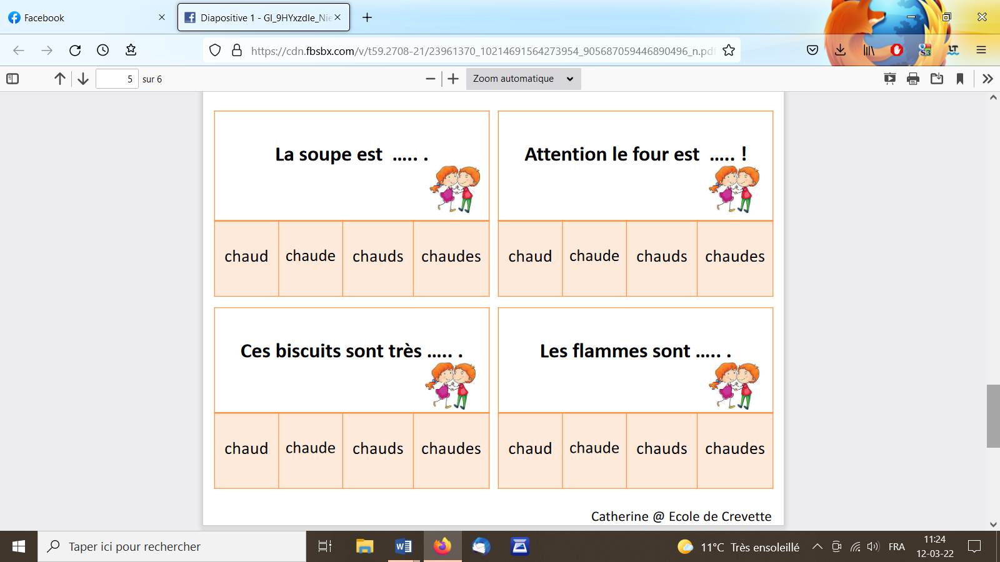 Facebook
Diapositive 1 - GI_9HYxzdIe_Nie
https://cdn.fbsbx.com/v/t59.2708-21/23961370_10214691564273954_905687059446890496_n.pdf
5 sur 6
Zoom automatique
La soupe est ..... .
chaud chaude chauds chaudes
Attention le four est ..... !
chaud chaude chauds chaudes
Ces biscuits sont très ..... .
chaud chaude chauds chaudes
Les flammes sont ..... .
chaud chaude chauds chaudes
Catherine @ Ecole de Crevette
Taper ici pour rechercher
11°C Très ensoleillé
FRA
11:24
12-03-22